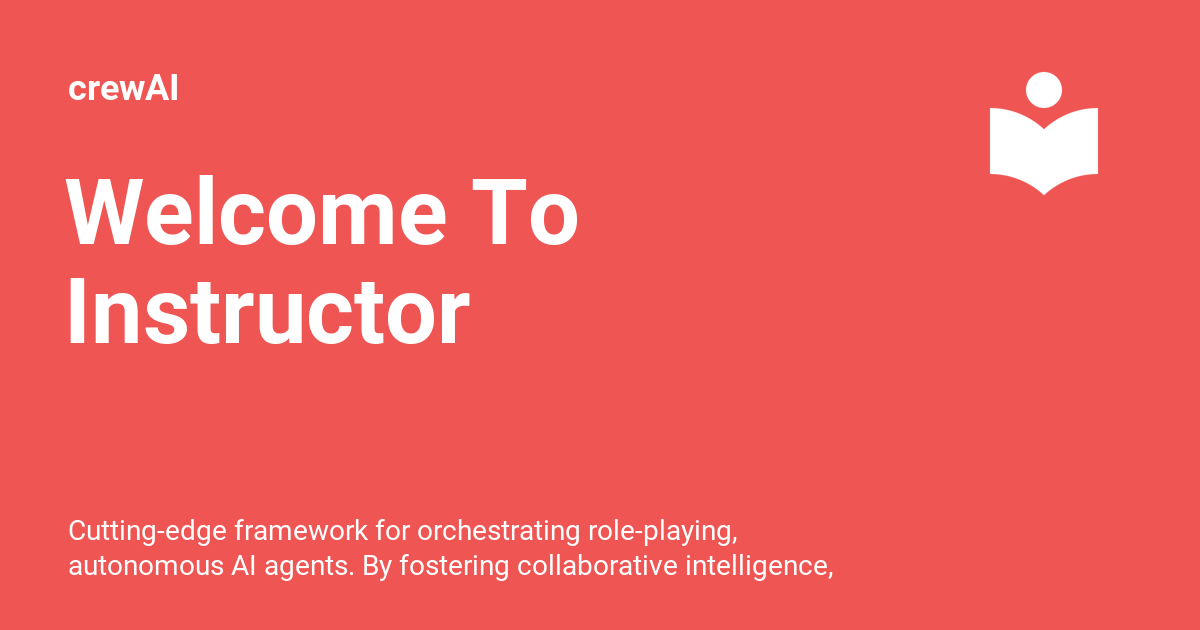 crewAI
Welcome To
Instructor
Cutting-edge framework for orchestrating role-playing,
autonomous AI agents. By fostering collaborative intelligence,